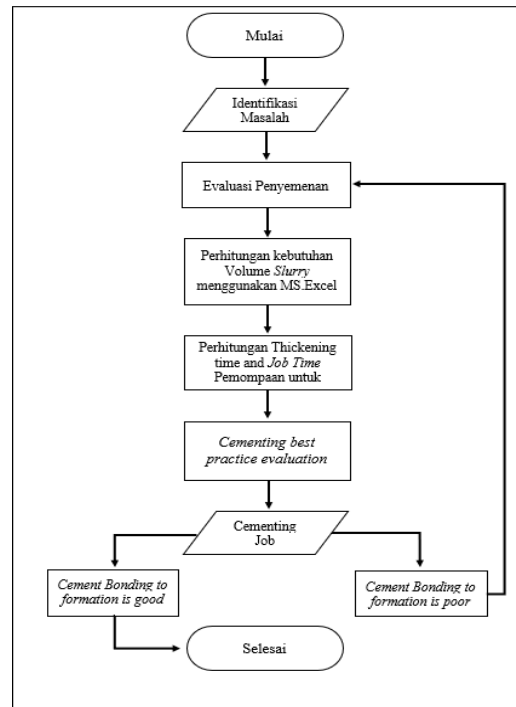 Mulai
Identifikasi
Masalah
Evaluasi Penyemenan
Perhitungan kebutuhan
Volume Slurry
menggunakan MS.Excel
Perhitungan Thickening
time and Job Time
Pemompaan untuk
Cementing best
practice evaluation
Cementing
Job
Cement Bonding to
formation is good
Cement Bonding to
formation is poor
Selesai